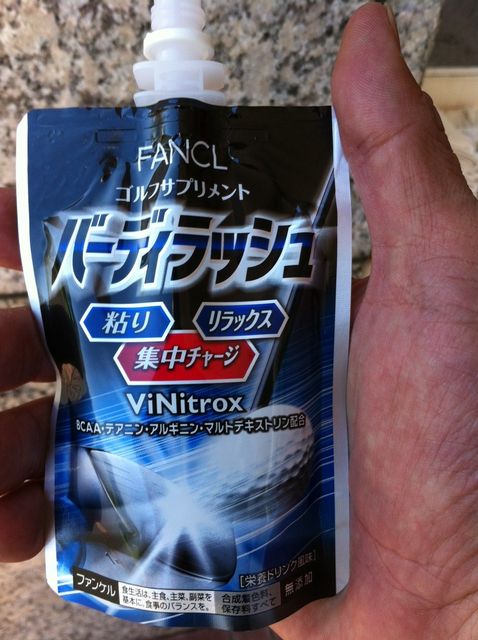 FANCL
ゴルフサプリメント
バーディラッシュ
粘り
リラックス
集中チャージ
ViNitrox
BCAA・テアニン・アルギニン・マルトデキストリン配合
[栄養ドリンク風味]
ファンケル
食生活は、主食、主菜、副菜を
基本に、食事のバランスを。
合成着色料、
保存料すべて
無添加